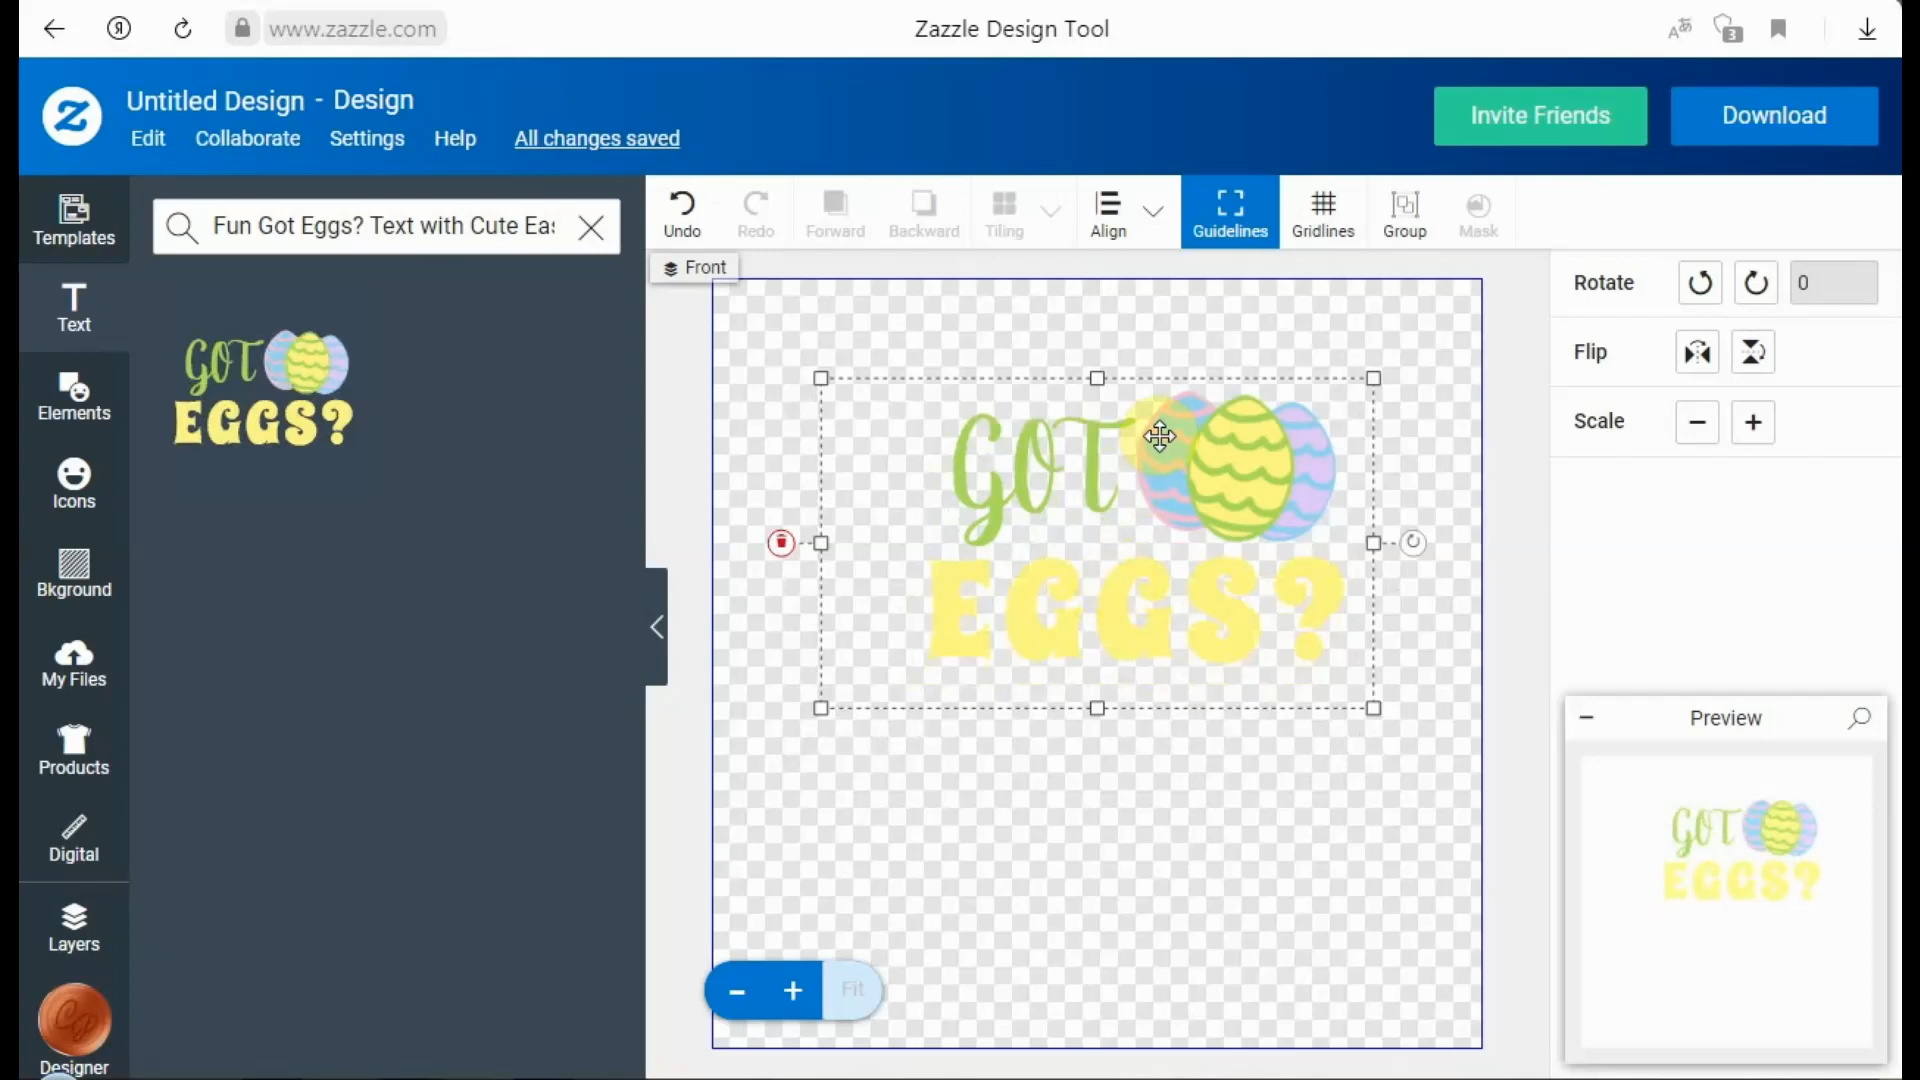 www.zazzle.com
Zazzle Design Tool
3
Untitled Design - Design
Edit Collaborate Settings Help All changes saved
Invite Friends
Download
Templates
Text
Elements
Icons
Bkground
My Files
Products
Digital
Layers
Designer
Fun Got Eggs? Text with Cute Eas
GOT
EGGS?
Undo
Redo
Forward
Backward
Tiling
Align
Guidelines
Gridlines
Group
Mask
Front
GOT
EGGS?
Fit
Rotate
0
Flip
Scale
Preview
GOT
EGGS?